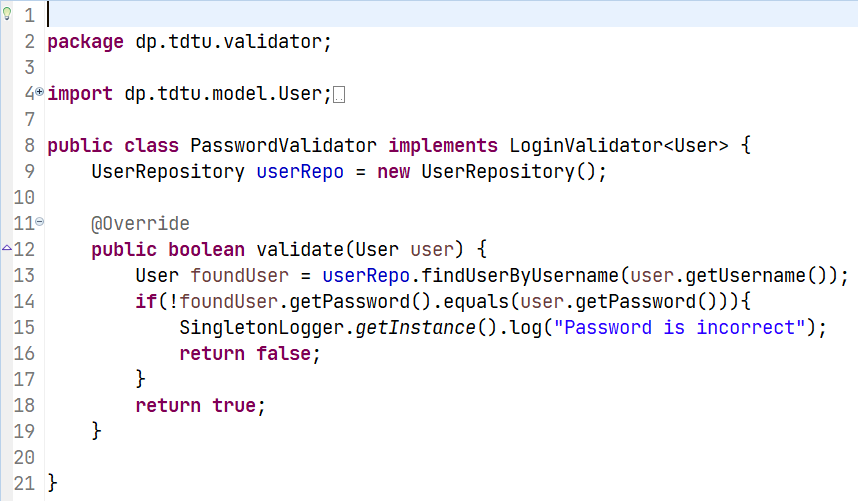 1
2 package dp.tdtu.validator;
3
4 import dp.tdtu.model.User;
7
8 public class PasswordValidator implements LoginValidator<User> {
9     UserRepository userRepo = new UserRepository();
10
11     @Override
12     public boolean validate(User user) {
13         User foundUser = userRepo.findUserByUsername(user.getUsername());
14         if(!foundUser.getPassword().equals(user.getPassword())){
15             SingletonLogger.getInstance().log("Password is incorrect");
16             return false;
17         }
18         return true;
19     }
20
21 }